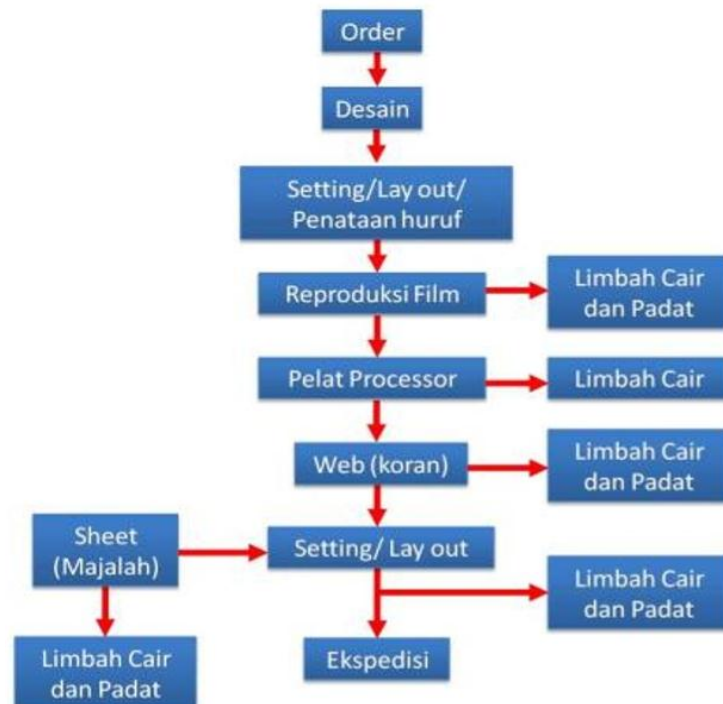 Order
Desain
Setting/Lay out/
Penataan huruf
Reproduksi Film
Limbah Cair
dan Padat
Pelat Processor
Limbah Cair
Web (koran)
Limbah Cair
dan Padat
Sheet
(Majalah)
Setting/ Lay out
Limbah Cair
dan Padat
Limbah Cair
dan Padat
Ekspedisi